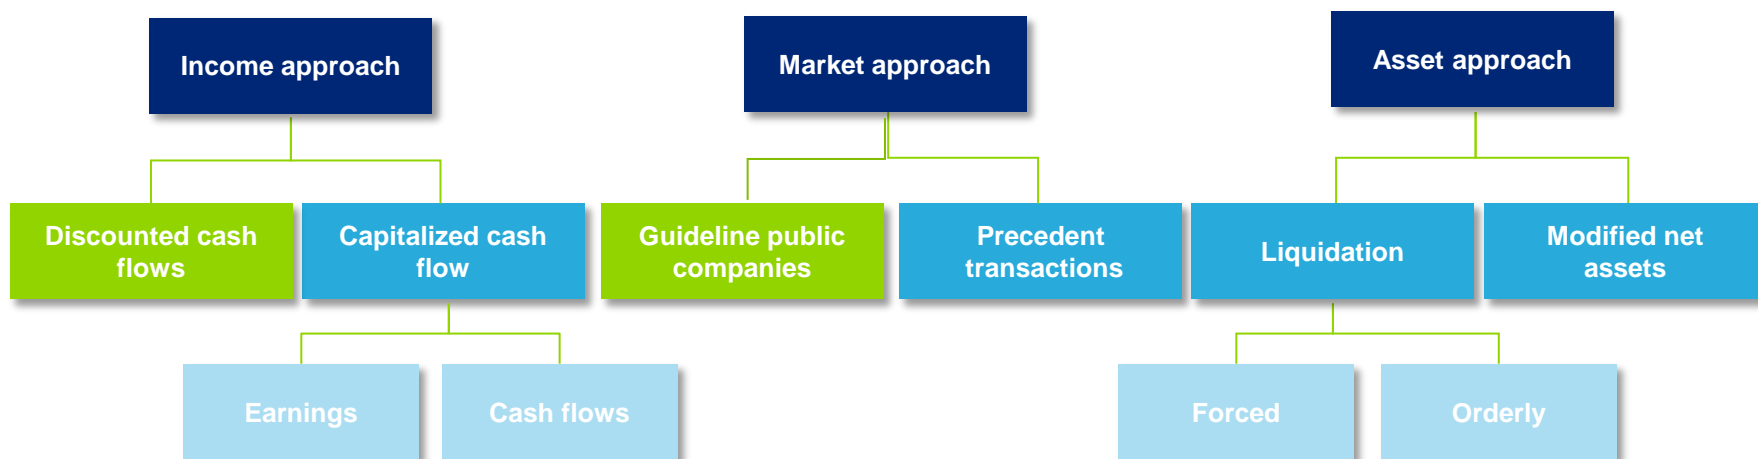 Income approach
Market approach
Asset approach
Discounted cash
flows
Capitalized cash
flow
Guideline public
companies
Precedent
transactions
Liquidation
Modified net
assets
Earnings
Cash flows
Forced
Orderly